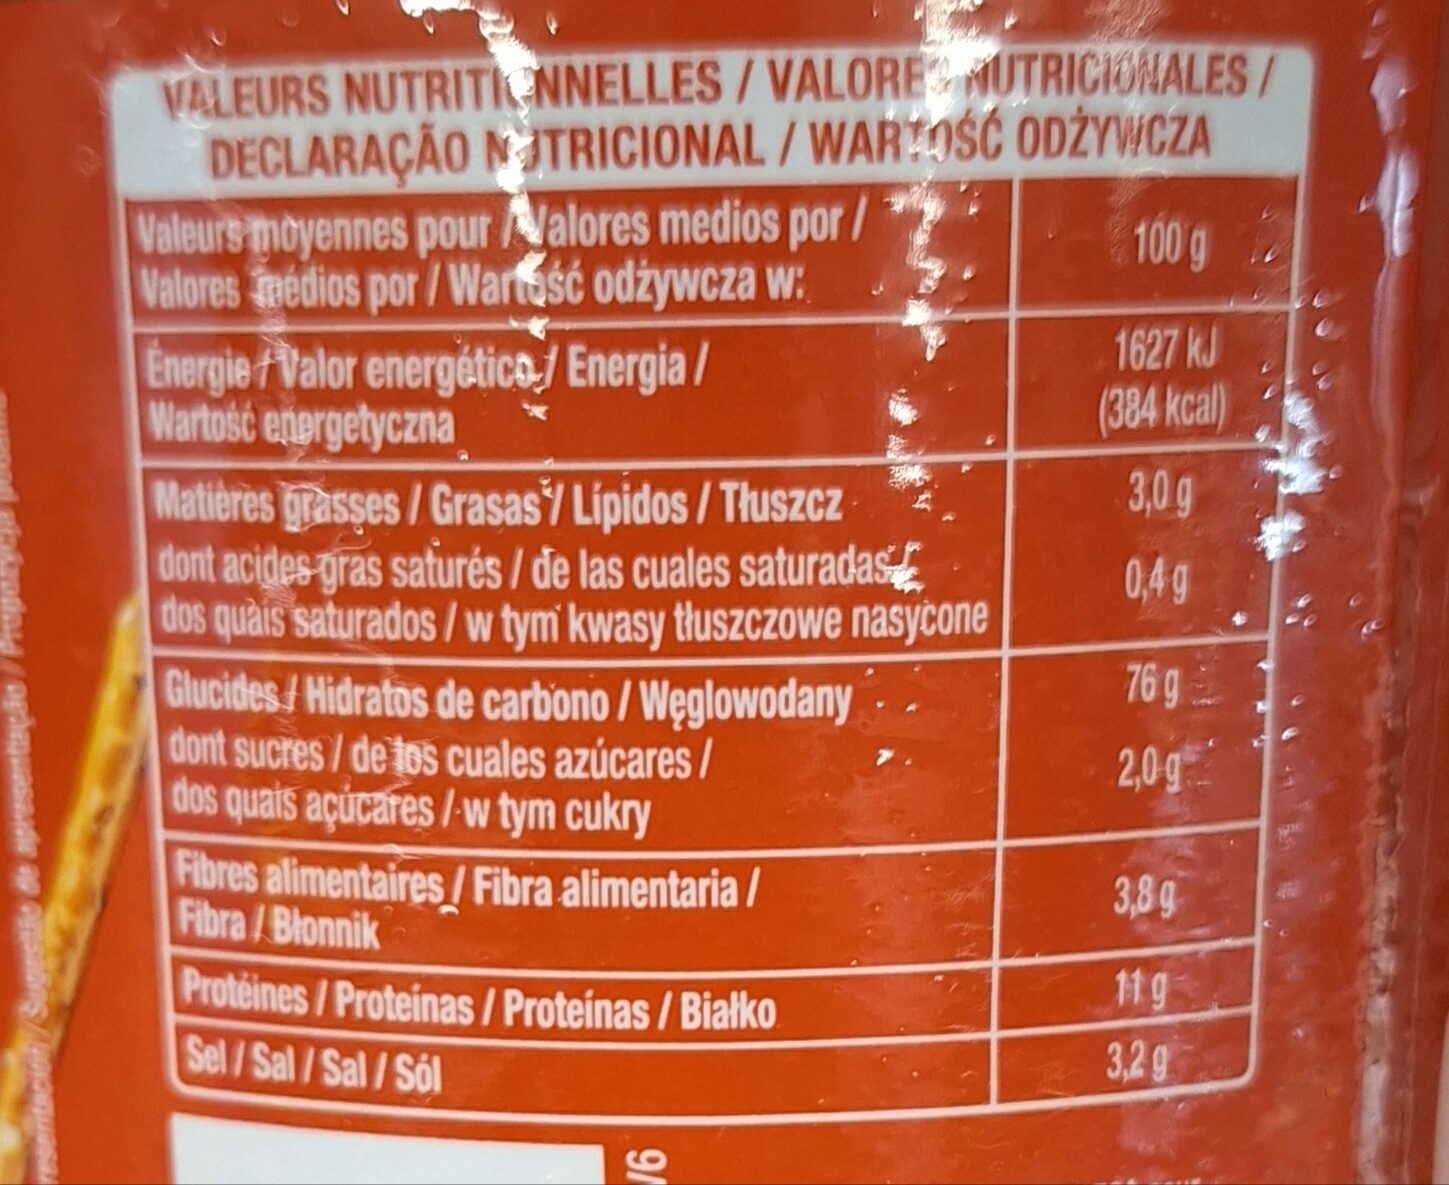 VALEURS NUTRITIONNELLES / VALORES NUTRICIONALES /
DECLARAÇÃO NUTRICIONAL / WARTOŚĆ ODŻYWCZA
Valeurs moyennes pour / Valores medios por /
Valores médios por / Wartość odżywcza w:
100 g
Énergie / Valor energético / Energia /
Wartość energetyczna
1627 kJ
(384 kcal)
Matières grasses / Grasas / Lípidos / Tłuszcz
3,0 g
dont acides gras saturés / de las cuales saturadas /
dos quais saturados / w tym kwasy tłuszczowe nasycone
0,4 g
Glucides / Hidratos de carbono / Węglowodany
76 g
dont sucres / de los cuales azúcares /
dos quais açúcares / w tym cukry
2,0 g
Fibres alimentaires / Fibra alimentaria /
Fibra / Błonnik
3,8 g
Protéines / Proteínas / Proteínas / Białko
11 g
Sel / Sal / Sal / Sól
3,2 g